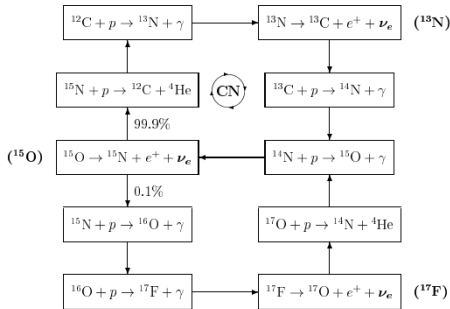 ¹²C + p → ¹³N + γ
¹³N → ¹³C + e⁺ + νₑ (¹³N)
¹⁵N + p → ¹²C + ⁴He
CN
¹³C + p → ¹⁴N + γ
99.9%
(¹⁵O) ¹⁵O → ¹⁵N + e⁺ + νₑ
¹⁴N + p → ¹⁵O + γ
0.1%
¹⁵N + p → ¹⁶O + γ
¹⁷O + p → ¹⁴N + ⁴He
¹⁶O + p → ¹⁷F + γ
¹⁷F → ¹⁷O + e⁺ + νₑ (¹⁷F)